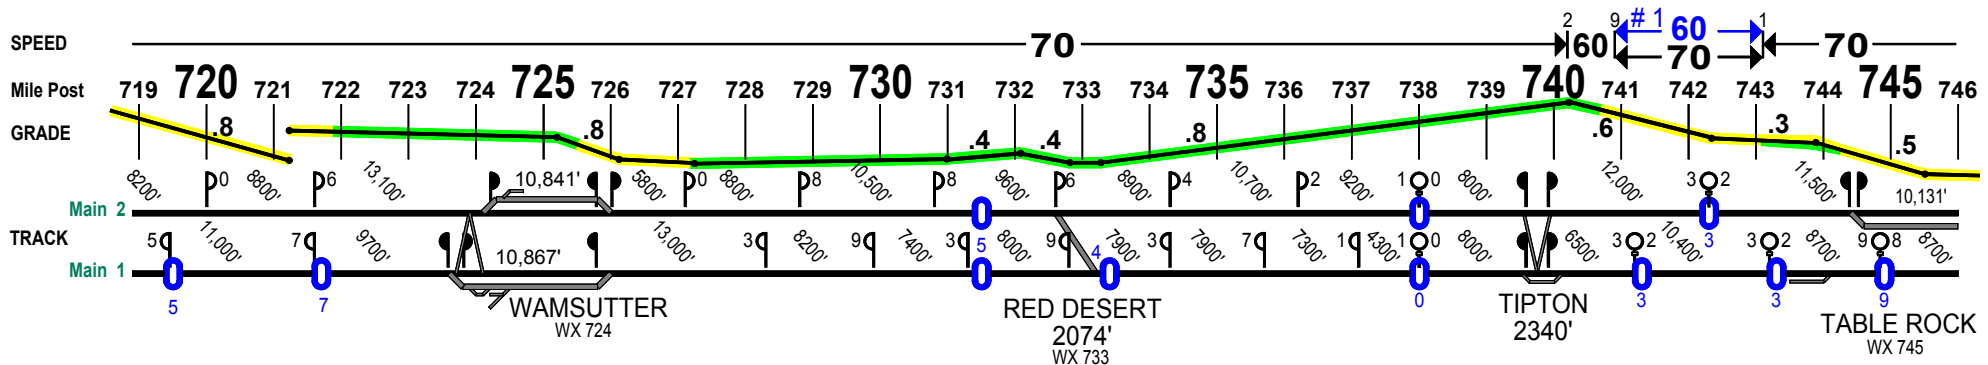 2 9 # 1 60 1
SPEED 70 60 70 70
Mile Post 719 720 721 722 723 724 725 726 727 728 729 730 731 732 733 734 735 736 737 738 739 740 741 742 743 744 745 746
GRADE .8 .8 .4 .4 .8 .6 .3 .5
8200' 0 8800' 6 13,100' 10,841' 5800' 0 8800' 8 10,500' 8 9600' 6 8900' 4 10,700' 2 9200' 1 0 8000' 12,000' 3 2 11,500' 10,131'
Main 2
5 3
TRACK 5 11,000' 7 9700' 10,867' 13,000' 3 8200' 9 7400' 3 8000' 9 4 7900' 3 7900' 7 7300' 1 4300' 1 0 8000' 6500' 3 2 10,400' 3 2 8700' 9 8 8700'
Main 1
5 7 0 3 3 9
WAMSUTTER
WX 724
RED DESERT
2074'
WX 733
TIPTON
2340'
TABLE ROCK
WX 745